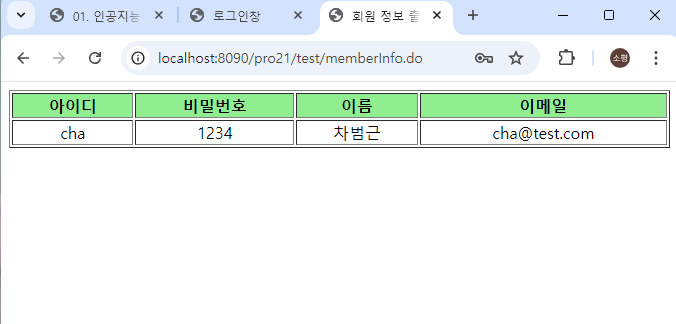 01. 인공지능
로그인창
회원 정보 출
localhost:8090/pro21/test/memberInfo.do
소평
아이디 비밀번호 이름 이메일
cha 1234 차범근 cha@test.com